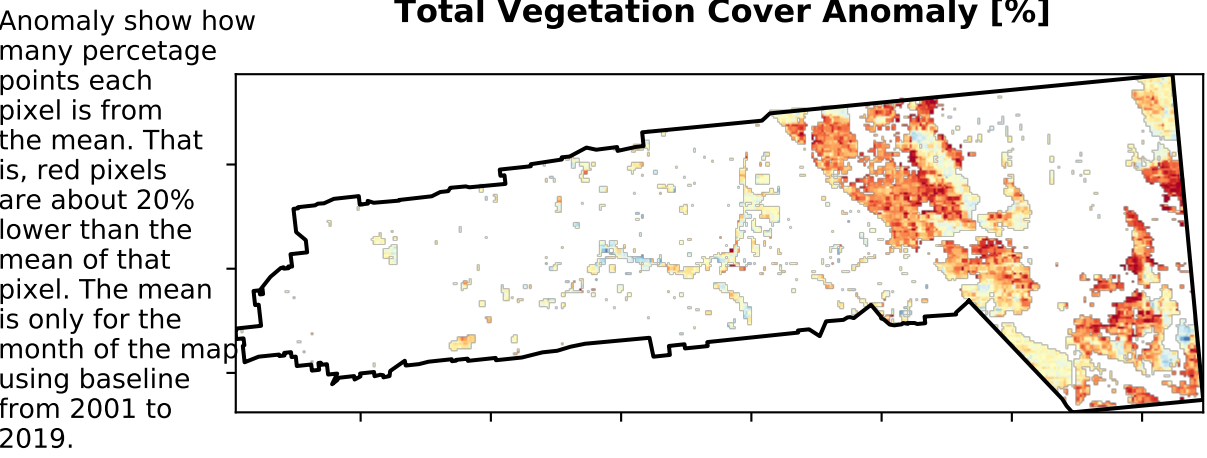 Total Vegetation Cover Anomaly [%]
Anomaly show how
many percetage
points each
pixel is from
the mean. That
is, red pixels
are about 20%
lower than the
mean of that
pixel. The mean
is only for the
month of the map
using baseline
from 2001 to
2019.